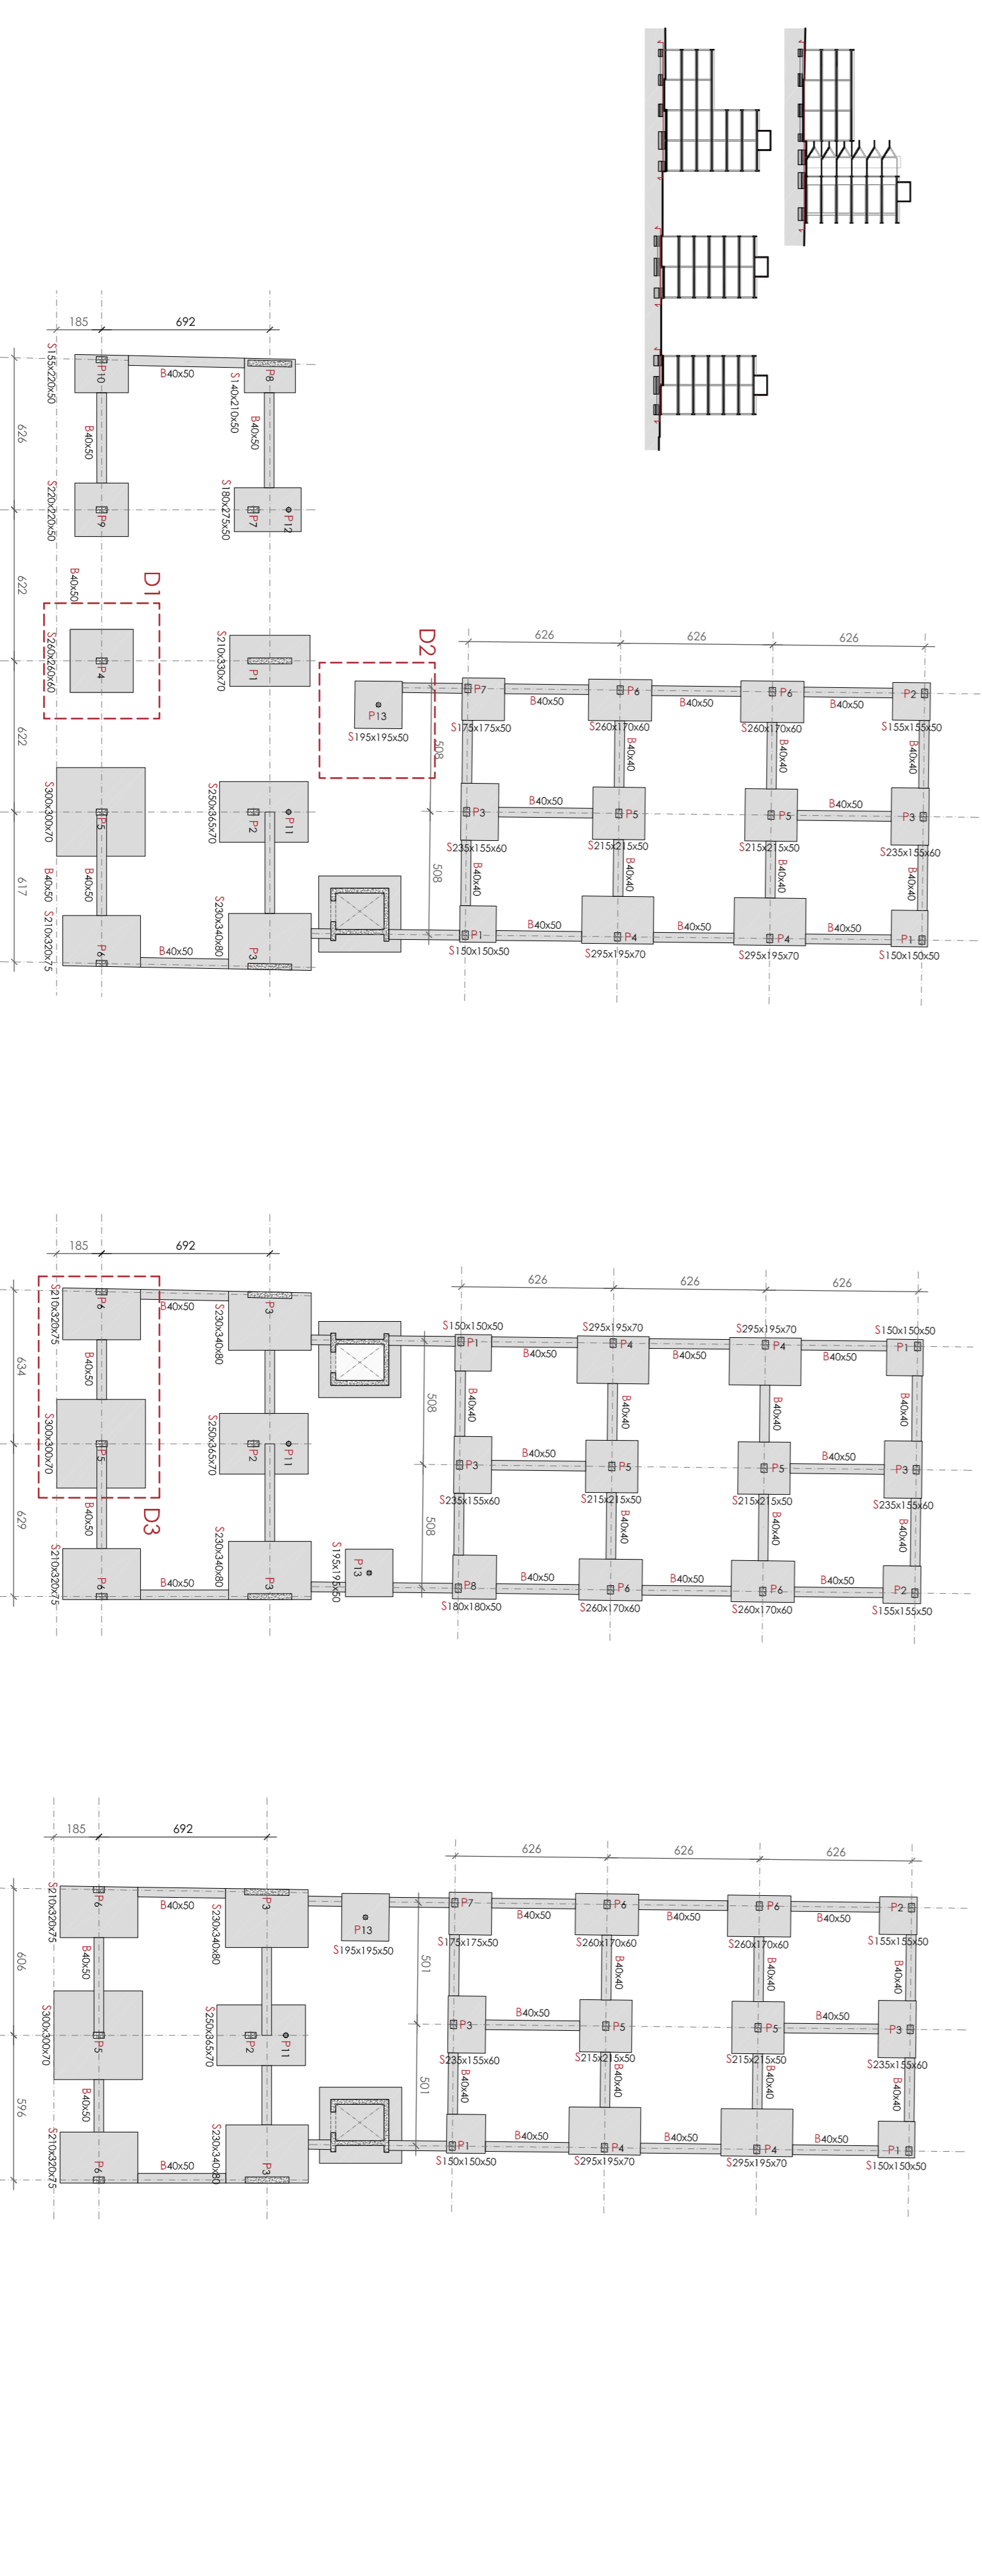 185
692
S155x220x50
P10
B40x50
P8
S140x210x50
B40x50
B40x50
626
S220x220x50
P9
S180x275x50
P7
P12
622
B40x50
D1
S260x260x60
P4
S210x330x70
P1
622
S300x300x70
P5
S250x365x70
P2
P11
617
B40x50
B40x50
S210x320x75
P6
B40x50
S230x340x80
P3
D2
P13
S195x195x50
626
626
626
P7
B40x50
P6
B40x50
P6
B40x50
P2
S175x175x50
S260x170x60
S260x170x60
S155x155x50
508
B40x40
B40x40
B40x40
P3
B40x50
P5
P5
B40x50
P3
S235x155x60
S215x215x50
S215x215x50
S235x155x60
508
B40x40
B40x40
B40x40
B40x40
P1
B40x50
P4
B40x50
P4
B40x50
P1
S150x150x50
S295x195x70
S295x195x70
S150x150x50
185
692
S210x320x75
P6
B40x50
P3
S230x340x80
634
B40x50
S300x300x70
P5
S250x365x70
P2
P11
629
B40x50
D3
S210x320x75
P6
B40x50
S230x340x80
P3
S195x195x50
P13
626
626
626
S150x150x50
S295x195x70
S295x195x70
S150x150x50
P1
B40x50
P4
B40x50
P4
B40x50
P1
508
B40x40
B40x40
B40x40
B40x40
P3
B40x50
P5
P5
B40x50
P3
S235x155x60
S215x215x50
S215x215x50
S235x155x60
508
B40x40
B40x40
B40x40
P8
B40x50
P6
B40x50
P6
B40x50
P2
S180x180x50
S260x170x60
S260x170x60
S155x155x50
185
692
S210x320x75
P6
B40x50
P3
S230x340x80
606
B40x50
S300x300x70
P5
S250x365x70
P2
P11
596
B40x50
S210x320x75
P6
B40x50
S230x340x80
P3
P13
S195x195x50
626
626
626
P7
B40x50
P6
B40x50
P6
B40x50
P2
S175x175x50
S260x170x60
S260x170x60
S155x155x50
501
B40x40
B40x40
B40x40
P3
B40x50
P5
P5
B40x50
P3
S235x155x60
S215x215x50
S215x215x50
S235x155x60
501
B40x40
B40x40
B40x40
B40x40
P1
B40x50
P4
B40x50
P4
B40x50
P1
S150x150x50
S295x195x70
S295x195x70
S150x150x50